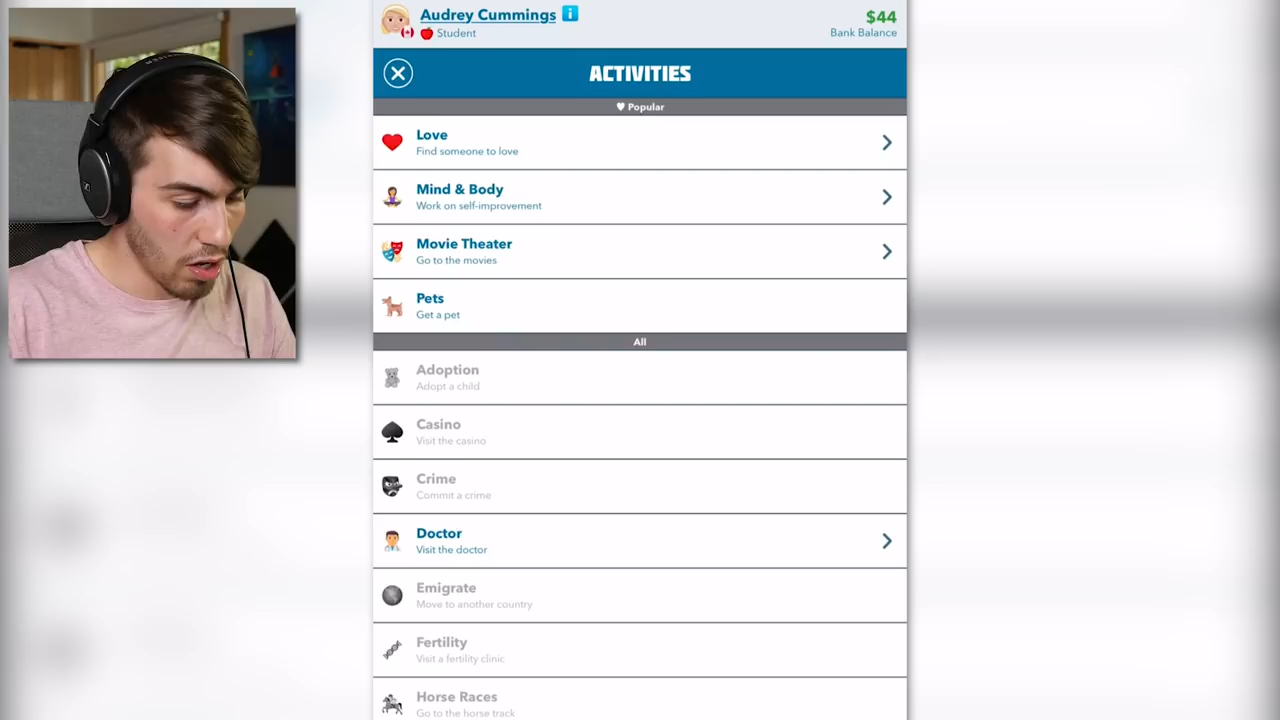 Audrey Cummings
Student
$44
Bank Balance
ACTIVITIES
Popular
Love
Find someone to love
Mind & Body
Work on self-improvement
Movie Theater
Go to the movies
Pets
Get a pet
All
Adoption
Adopt a child
Casino
Visit the casino
Crime
Commit a crime
Doctor
Visit the doctor
Emigrate
Move to another country
Fertility
Visit a fertility clinic
Horse Races
Go to the horse track